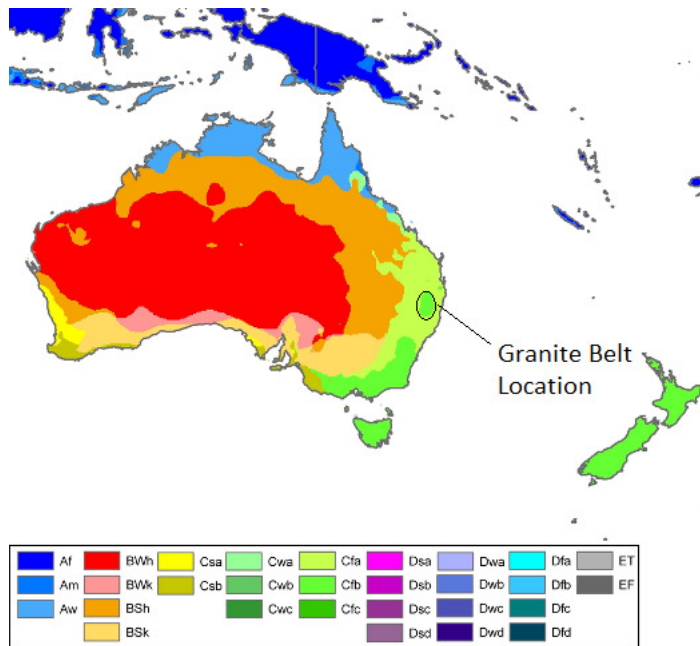 Granite Belt
Location
Af BWh Csa Cwa Cfa Dsa Dwa Dfa ET
Am BWk Csb Cwb Cfb Dsb Dwb Dfb EF
Aw BSh Cwc Cfc Dsc Dwc Dfc
BSk Dsd Dwd Dfd